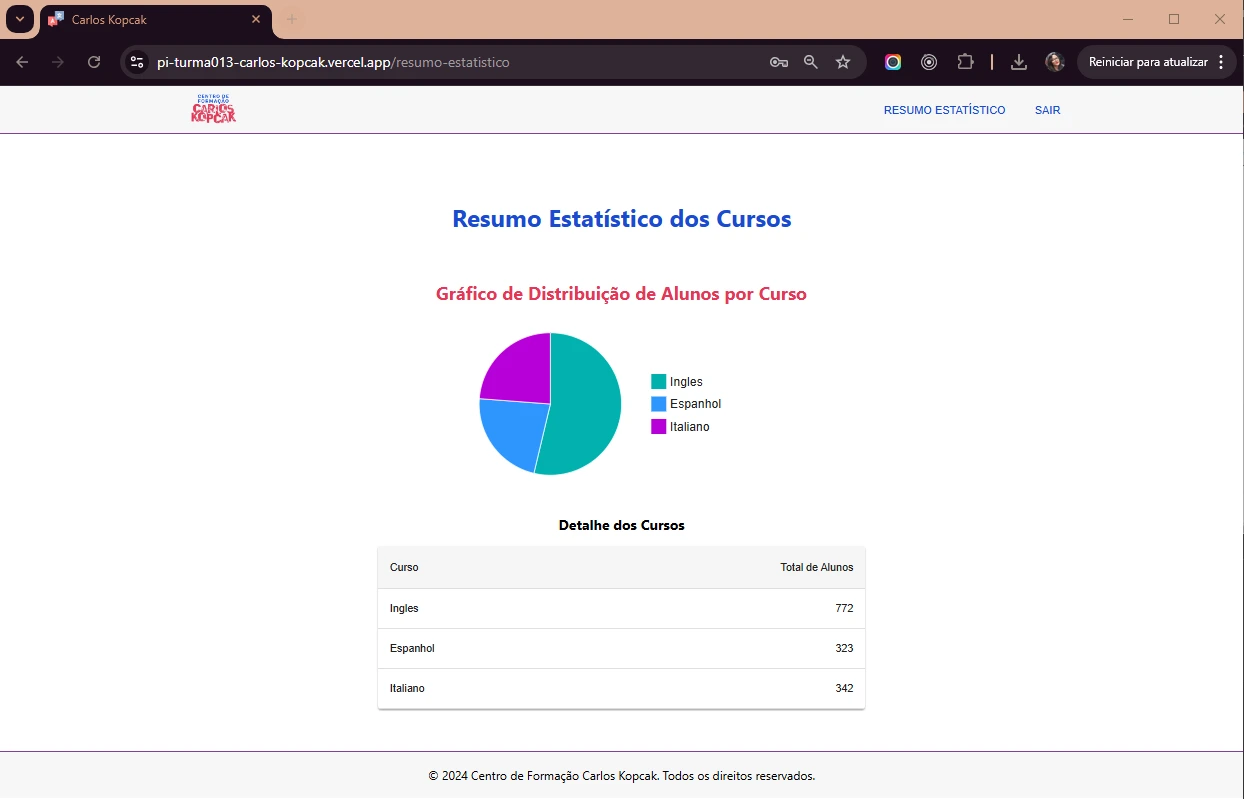 Carlos Kopcak
pi-turma013-carlos-kopcak.vercel.app/resumo-estatistico
Reiniciar para atualizar
CENTRO DE
FORMAÇÃO
CARLOS
KOPCAK
RESUMO ESTATÍSTICO
SAIR
Resumo Estatístico dos Cursos
Gráfico de Distribuição de Alunos por Curso
Ingles
Espanhol
Italiano
Detalhe dos Cursos
Curso Total de Alunos
Ingles 772
Espanhol 323
Italiano 342
© 2024 Centro de Formação Carlos Kopcak. Todos os direitos reservados.